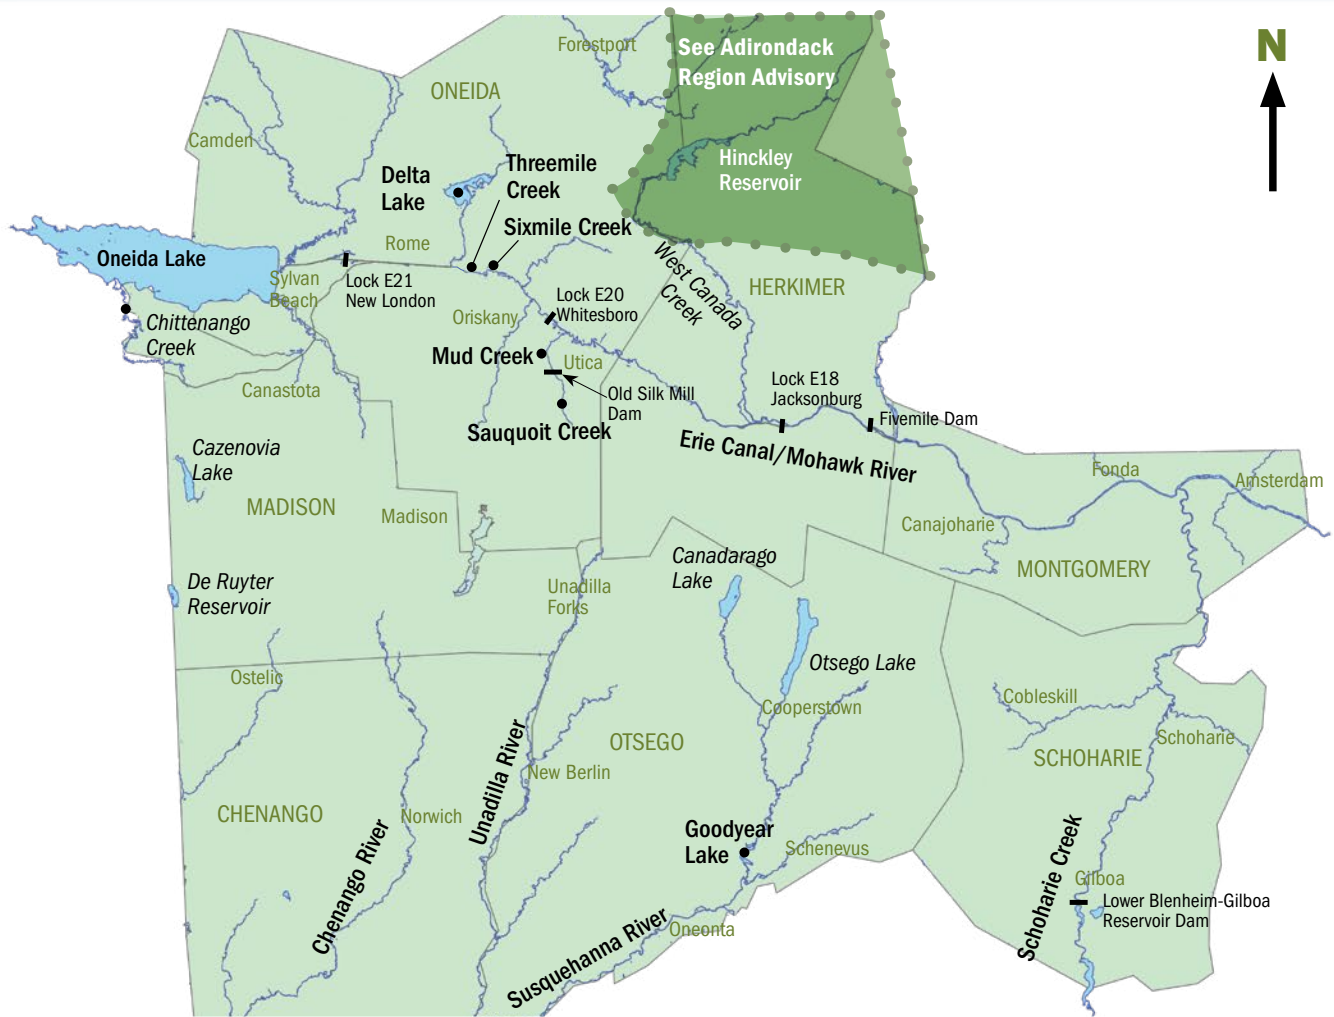 N
Forestport
See Adirondack
Region Advisory
ONEIDA
Camden
Hinckley
Reservoir
Threemile
Creek
Delta
Lake
Sixmile Creek
Rome
Oneida Lake
West Canada
Creek
Sylvan
Beach
Lock E21
New London
HERKIMER
Lock E20
Whitesboro
Oriskany
Chittenango
Creek
Mud Creek
Utica
Canastota
Old Silk Mill
Dam
Lock E18
Jacksonburg
Fivemile Dam
Sauquoit Creek
Erie Canal/Mohawk River
Cazenovia
Lake
Fonda
Amsterdam
MADISON
Madison
Canajoharie
Canadarago
Lake
MONTGOMERY
De Ruyter
Reservoir
Unadilla
Forks
Otsego Lake
Ostelic
Cooperstown
Cobleskill
OTSEGO
Schoharie
SCHOHARIE
Unadilla River
New Berlin
CHENANGO
Norwich
Goodyear
Lake
Schenevus
Chenango River
Schoharie Creek
Gilboa
Lower Blenheim-Gilboa
Reservoir Dam
Susquehanna River
Oneonta